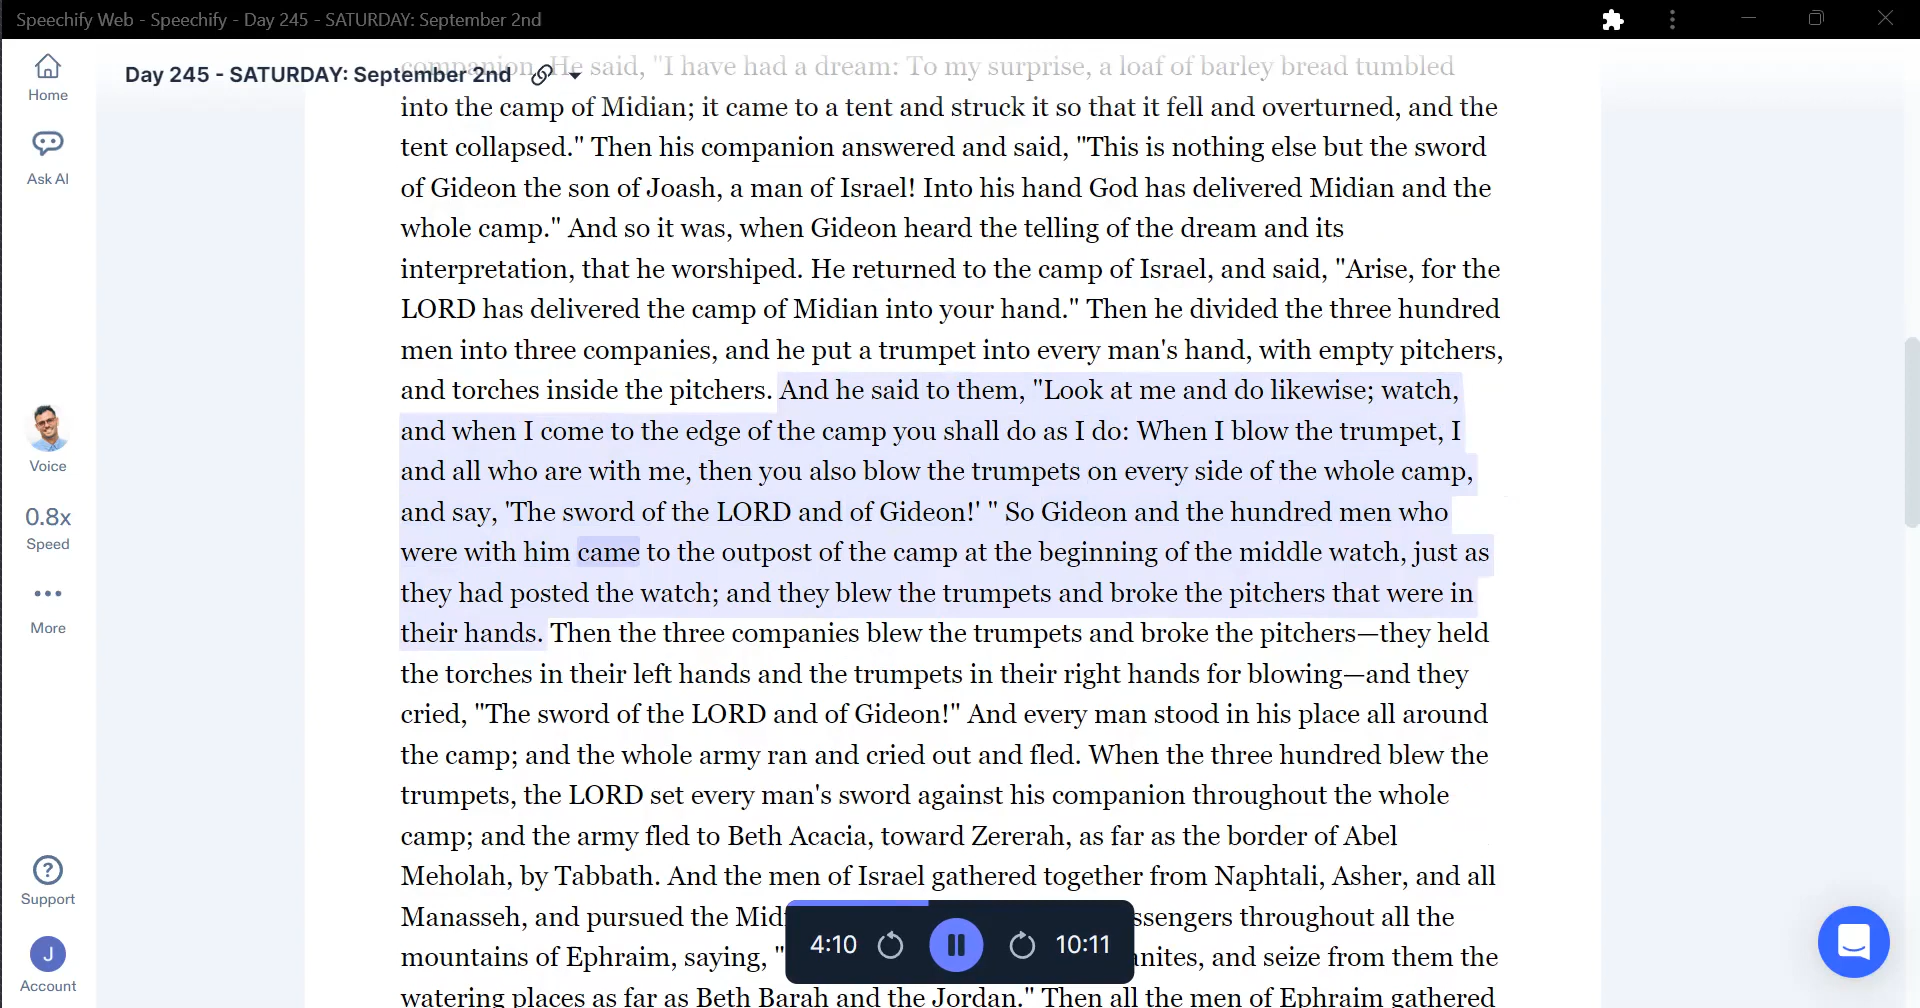 Speechify Web - Speechify - Day 245 - SATURDAY: September 2nd
Home
Ask AI
Voice
0.8x
Speed
More
Support
J
Account
Day 245 - SATURDAY: September 2nd
companion. He said, "I have had a dream: To my surprise, a loaf of barley bread tumbled
into the camp of Midian; it came to a tent and struck it so that it fell and overturned, and the
tent collapsed." Then his companion answered and said, "This is nothing else but the sword
of Gideon the son of Joash, a man of Israel! Into his hand God has delivered Midian and the
whole camp." And so it was, when Gideon heard the telling of the dream and its
interpretation, that he worshiped. He returned to the camp of Israel, and said, "Arise, for the
LORD has delivered the camp of Midian into your hand." Then he divided the three hundred
men into three companies, and he put a trumpet into every man's hand, with empty pitchers,
and torches inside the pitchers. And he said to them, "Look at me and do likewise; watch,
and when I come to the edge of the camp you shall do as I do: When I blow the trumpet, I
and all who are with me, then you also blow the trumpets on every side of the whole camp,
and say, 'The sword of the LORD and of Gideon!' " So Gideon and the hundred men who
were with him came to the outpost of the camp at the beginning of the middle watch, just as
they had posted the watch; and they blew the trumpets and broke the pitchers that were in
their hands. Then the three companies blew the trumpets and broke the pitchers—they held
the torches in their left hands and the trumpets in their right hands for blowing—and they
cried, "The sword of the LORD and of Gideon!" And every man stood in his place all around
the camp; and the whole army ran and cried out and fled. When the three hundred blew the
trumpets, the LORD set every man's sword against his companion throughout the whole
camp; and the army fled to Beth Acacia, toward Zererah, as far as the border of Abel
Meholah, by Tabbath. And the men of Israel gathered together from Naphtali, Asher, and all
Manasseh, and pursued the Mid ssengers throughout all the
mountains of Ephraim, saying, " nites, and seize from them the
watering places as far as Beth Barah and the Jordan." Then all the men of Ephraim gathered
4:10
10:11